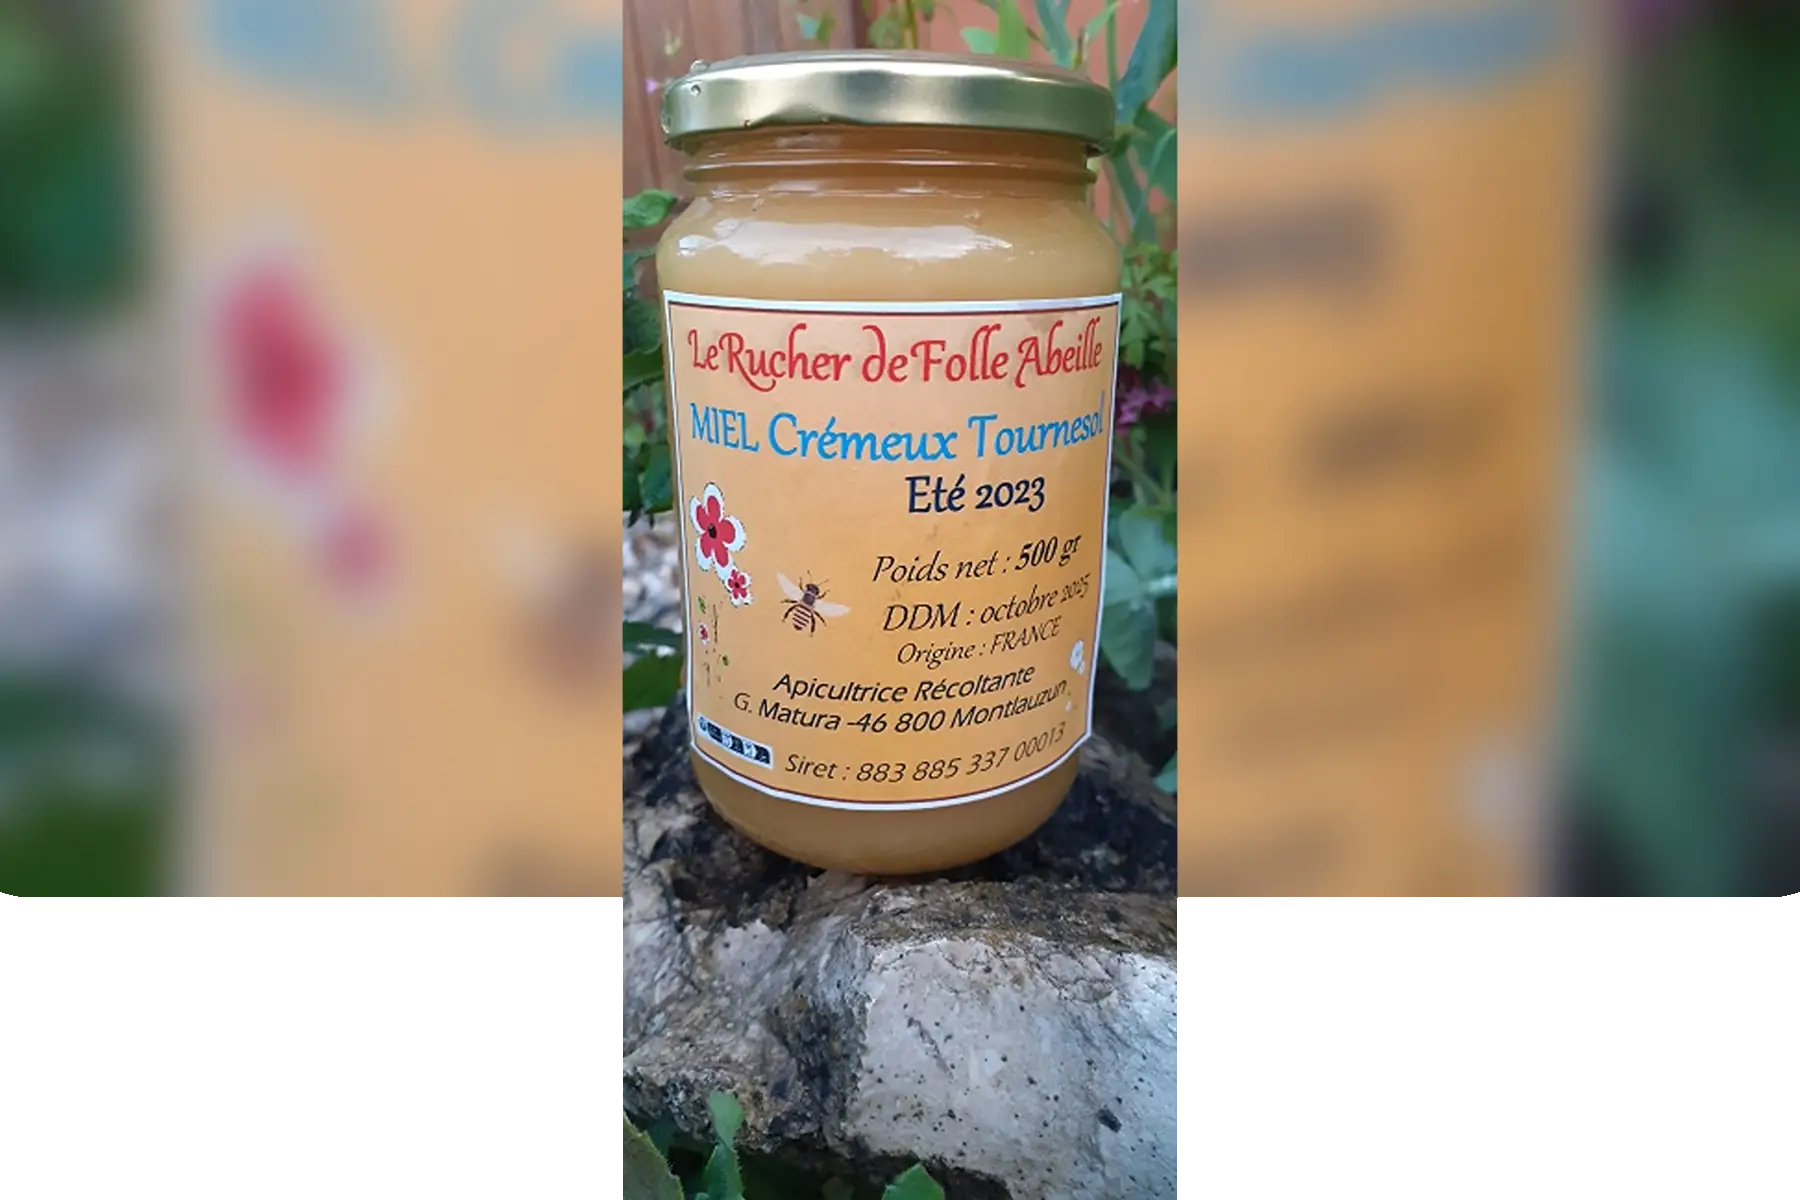 Le Rucher de Folle Abeille
MIEL Crémeux Tournesol
Eté 2023
Poids net : 500 gr
DDM : octobre 2025
Origine : FRANCE
Apicultrice Récoltante
G. Matura -46 800 Montlauzun
Siret : 883 885 337 00013